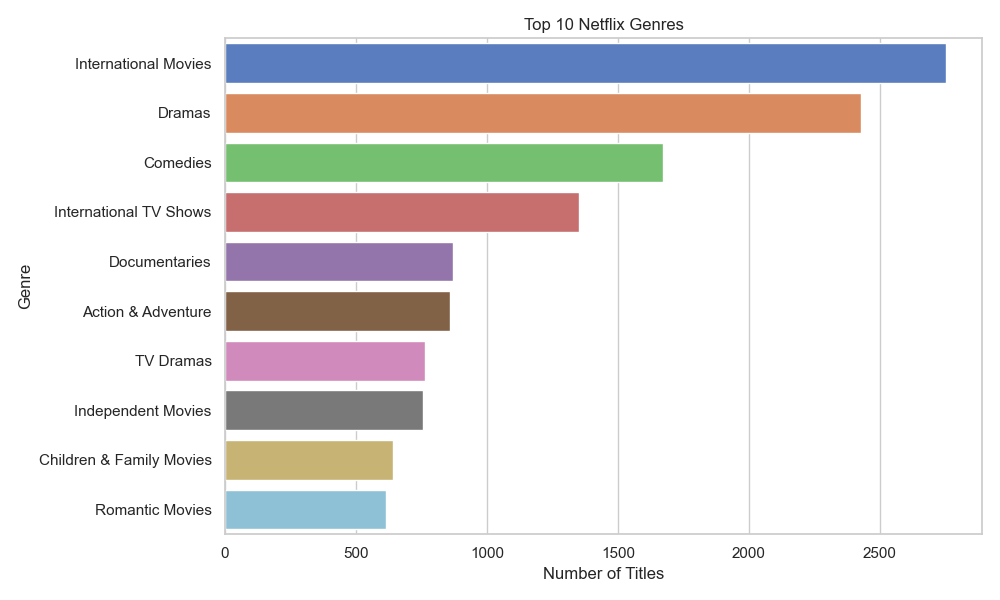 Top 10 Netflix Genres
Genre
International Movies
Dramas
Comedies
International TV Shows
Documentaries
Action & Adventure
TV Dramas
Independent Movies
Children & Family Movies
Romantic Movies
0 500 1000 1500 2000 2500
Number of Titles